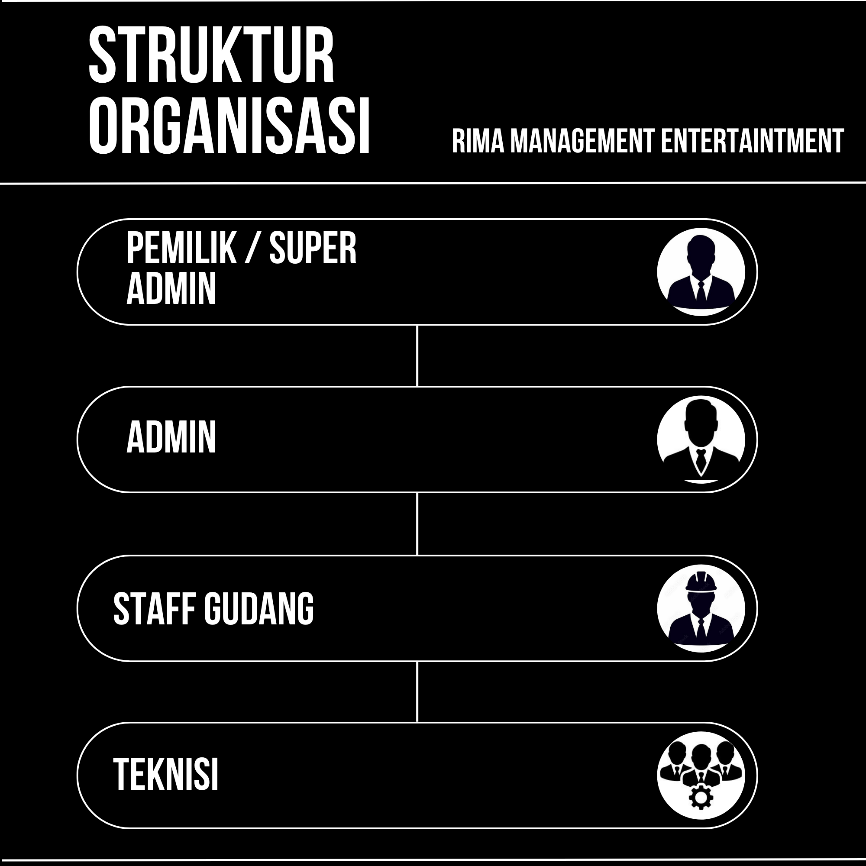 STRUKTUR
ORGANISASI
RIMA MANAGEMENT ENTERTAINTMENT
PEMILIK / SUPER
ADMIN
ADMIN
STAFF GUDANG
TEKNISI